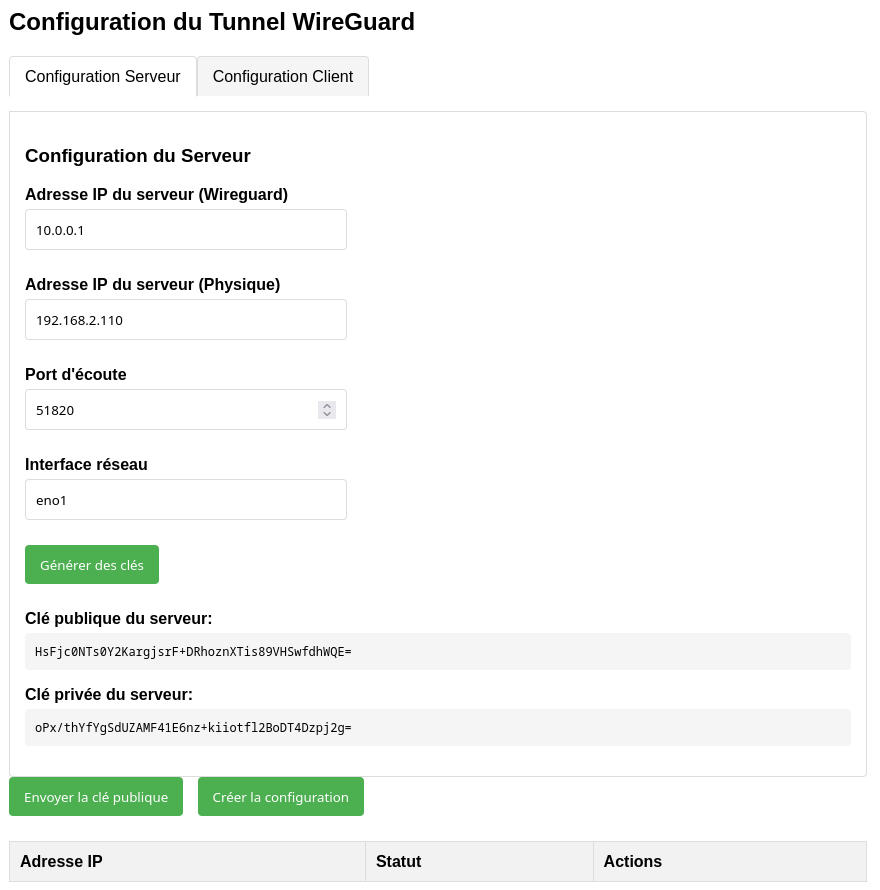 Configuration du Tunnel WireGuard
Configuration Serveur
Configuration Client
Configuration du Serveur
Adresse IP du serveur (Wireguard)
10.0.0.1
Adresse IP du serveur (Physique)
192.168.2.110
Port d'écoute
51820
Interface réseau
eno1
Générer des clés
Clé publique du serveur:
HsFjc0NTs0Y2KargjsrF+DRhoznXTis89VHSwfdhWQE=
Clé privée du serveur:
oPx/thYfYgSdUZAMF41E6nz+kiiotfl2BoDT4Dzpj2g=
Envoyer la clé publique
Créer la configuration
Adresse IP
Statut
Actions